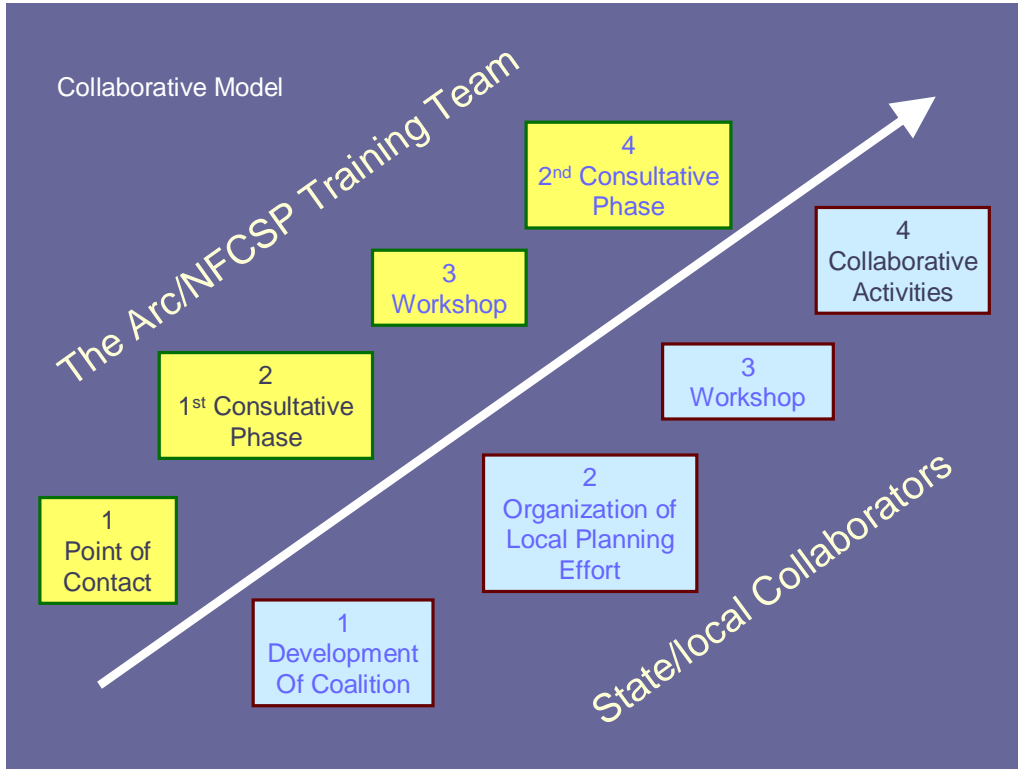 Collaborative Model
The Arc/NFCSP Training Team
4
2nd Consultative
Phase
3
Workshop
2
1st Consultative
Phase
1
Point of
Contact
4
Collaborative
Activities
3
Workshop
2
Organization of
Local Planning
Effort
1
Development
Of Coalition
State/local Collaborators